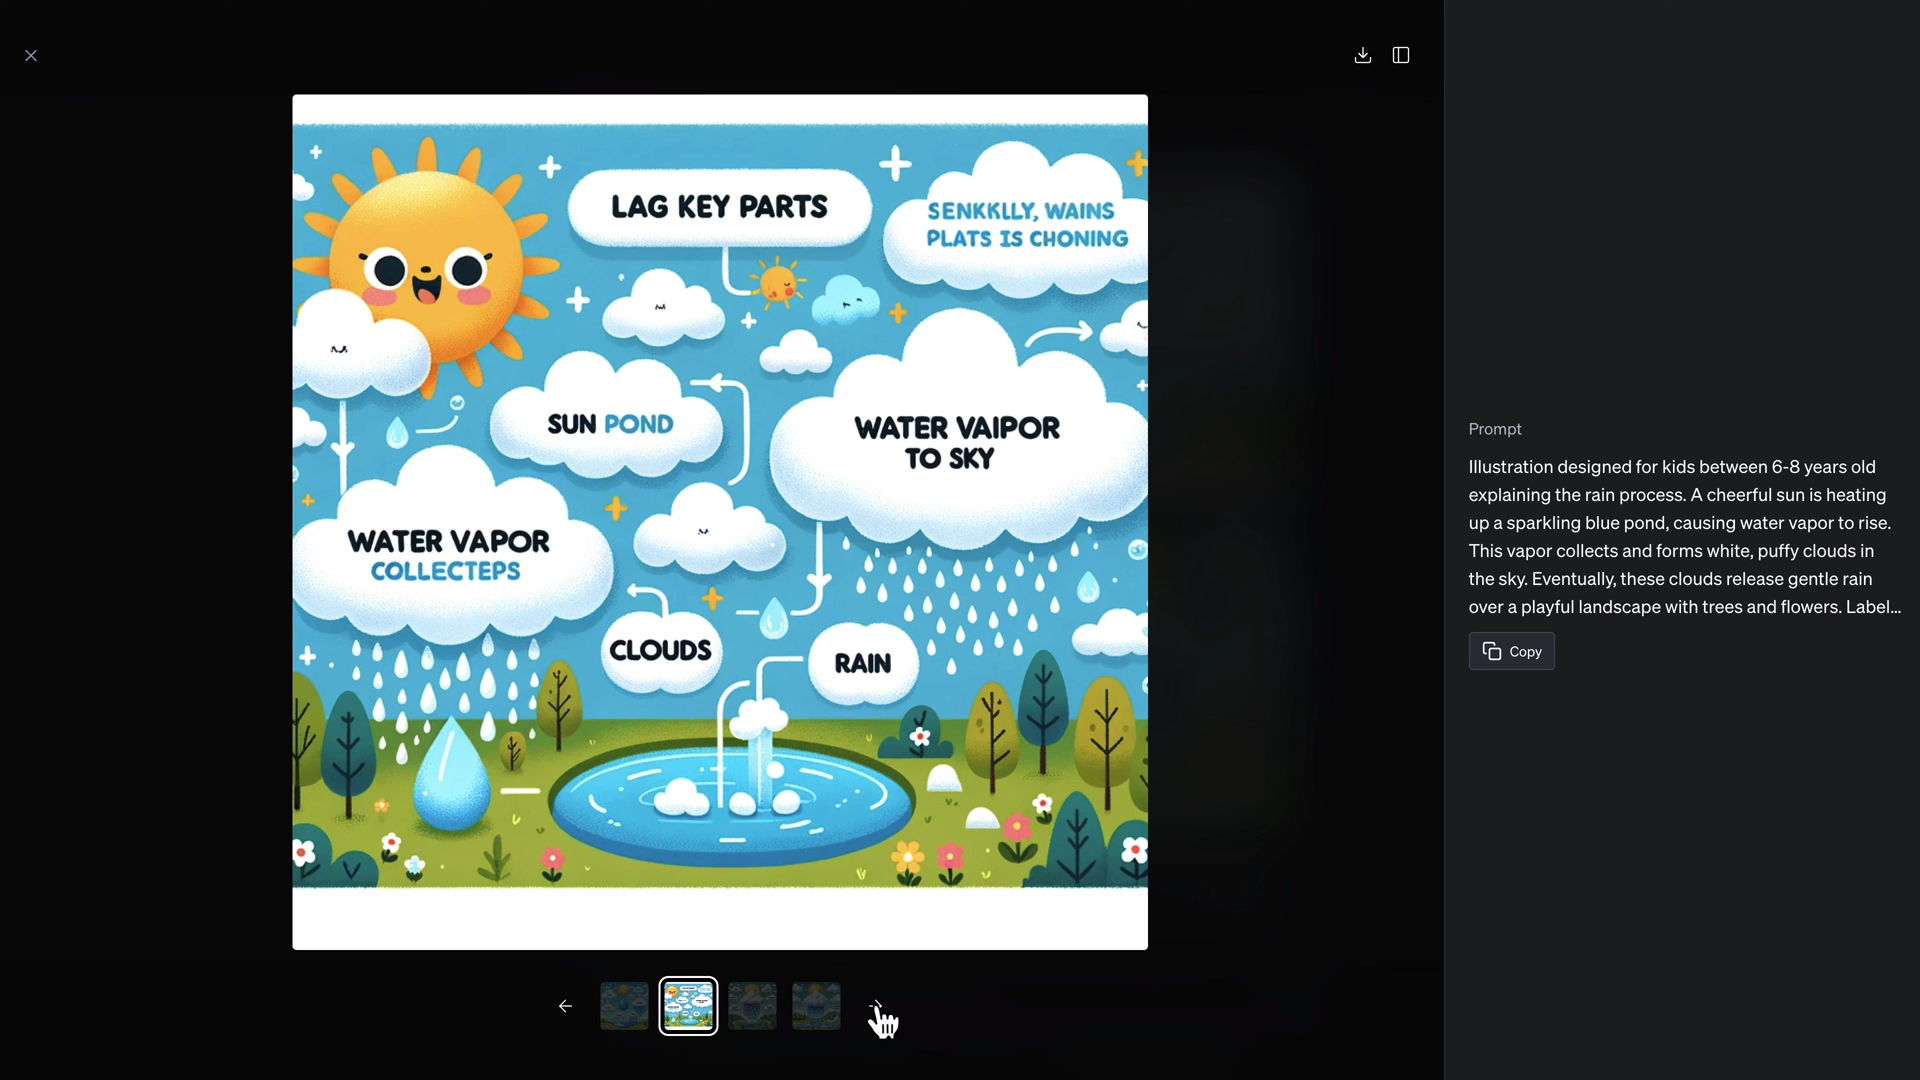 LAG KEY PARTS
SENKKLLY, WAINS
PLATS IS CHONING
SUN POND
WATER VAIPOR
TO SKY
WATER VAPOR
COLLECTEPS
CLOUDS
RAIN
Prompt
Illustration designed for kids between 6-8 years old
explaining the rain process. A cheerful sun is heating
up a sparkling blue pond, causing water vapor to rise.
This vapor collects and forms white, puffy clouds in
the sky. Eventually, these clouds release gentle rain
over a playful landscape with trees and flowers. Label...
Copy